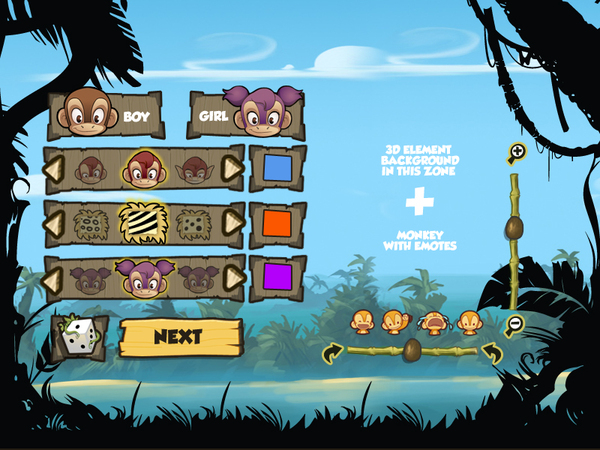 BOY
GIRL
3D ELEMENT
BACKGROUND
IN THIS ZONE
+
MONKEY
WITH EMOTES
NEXT